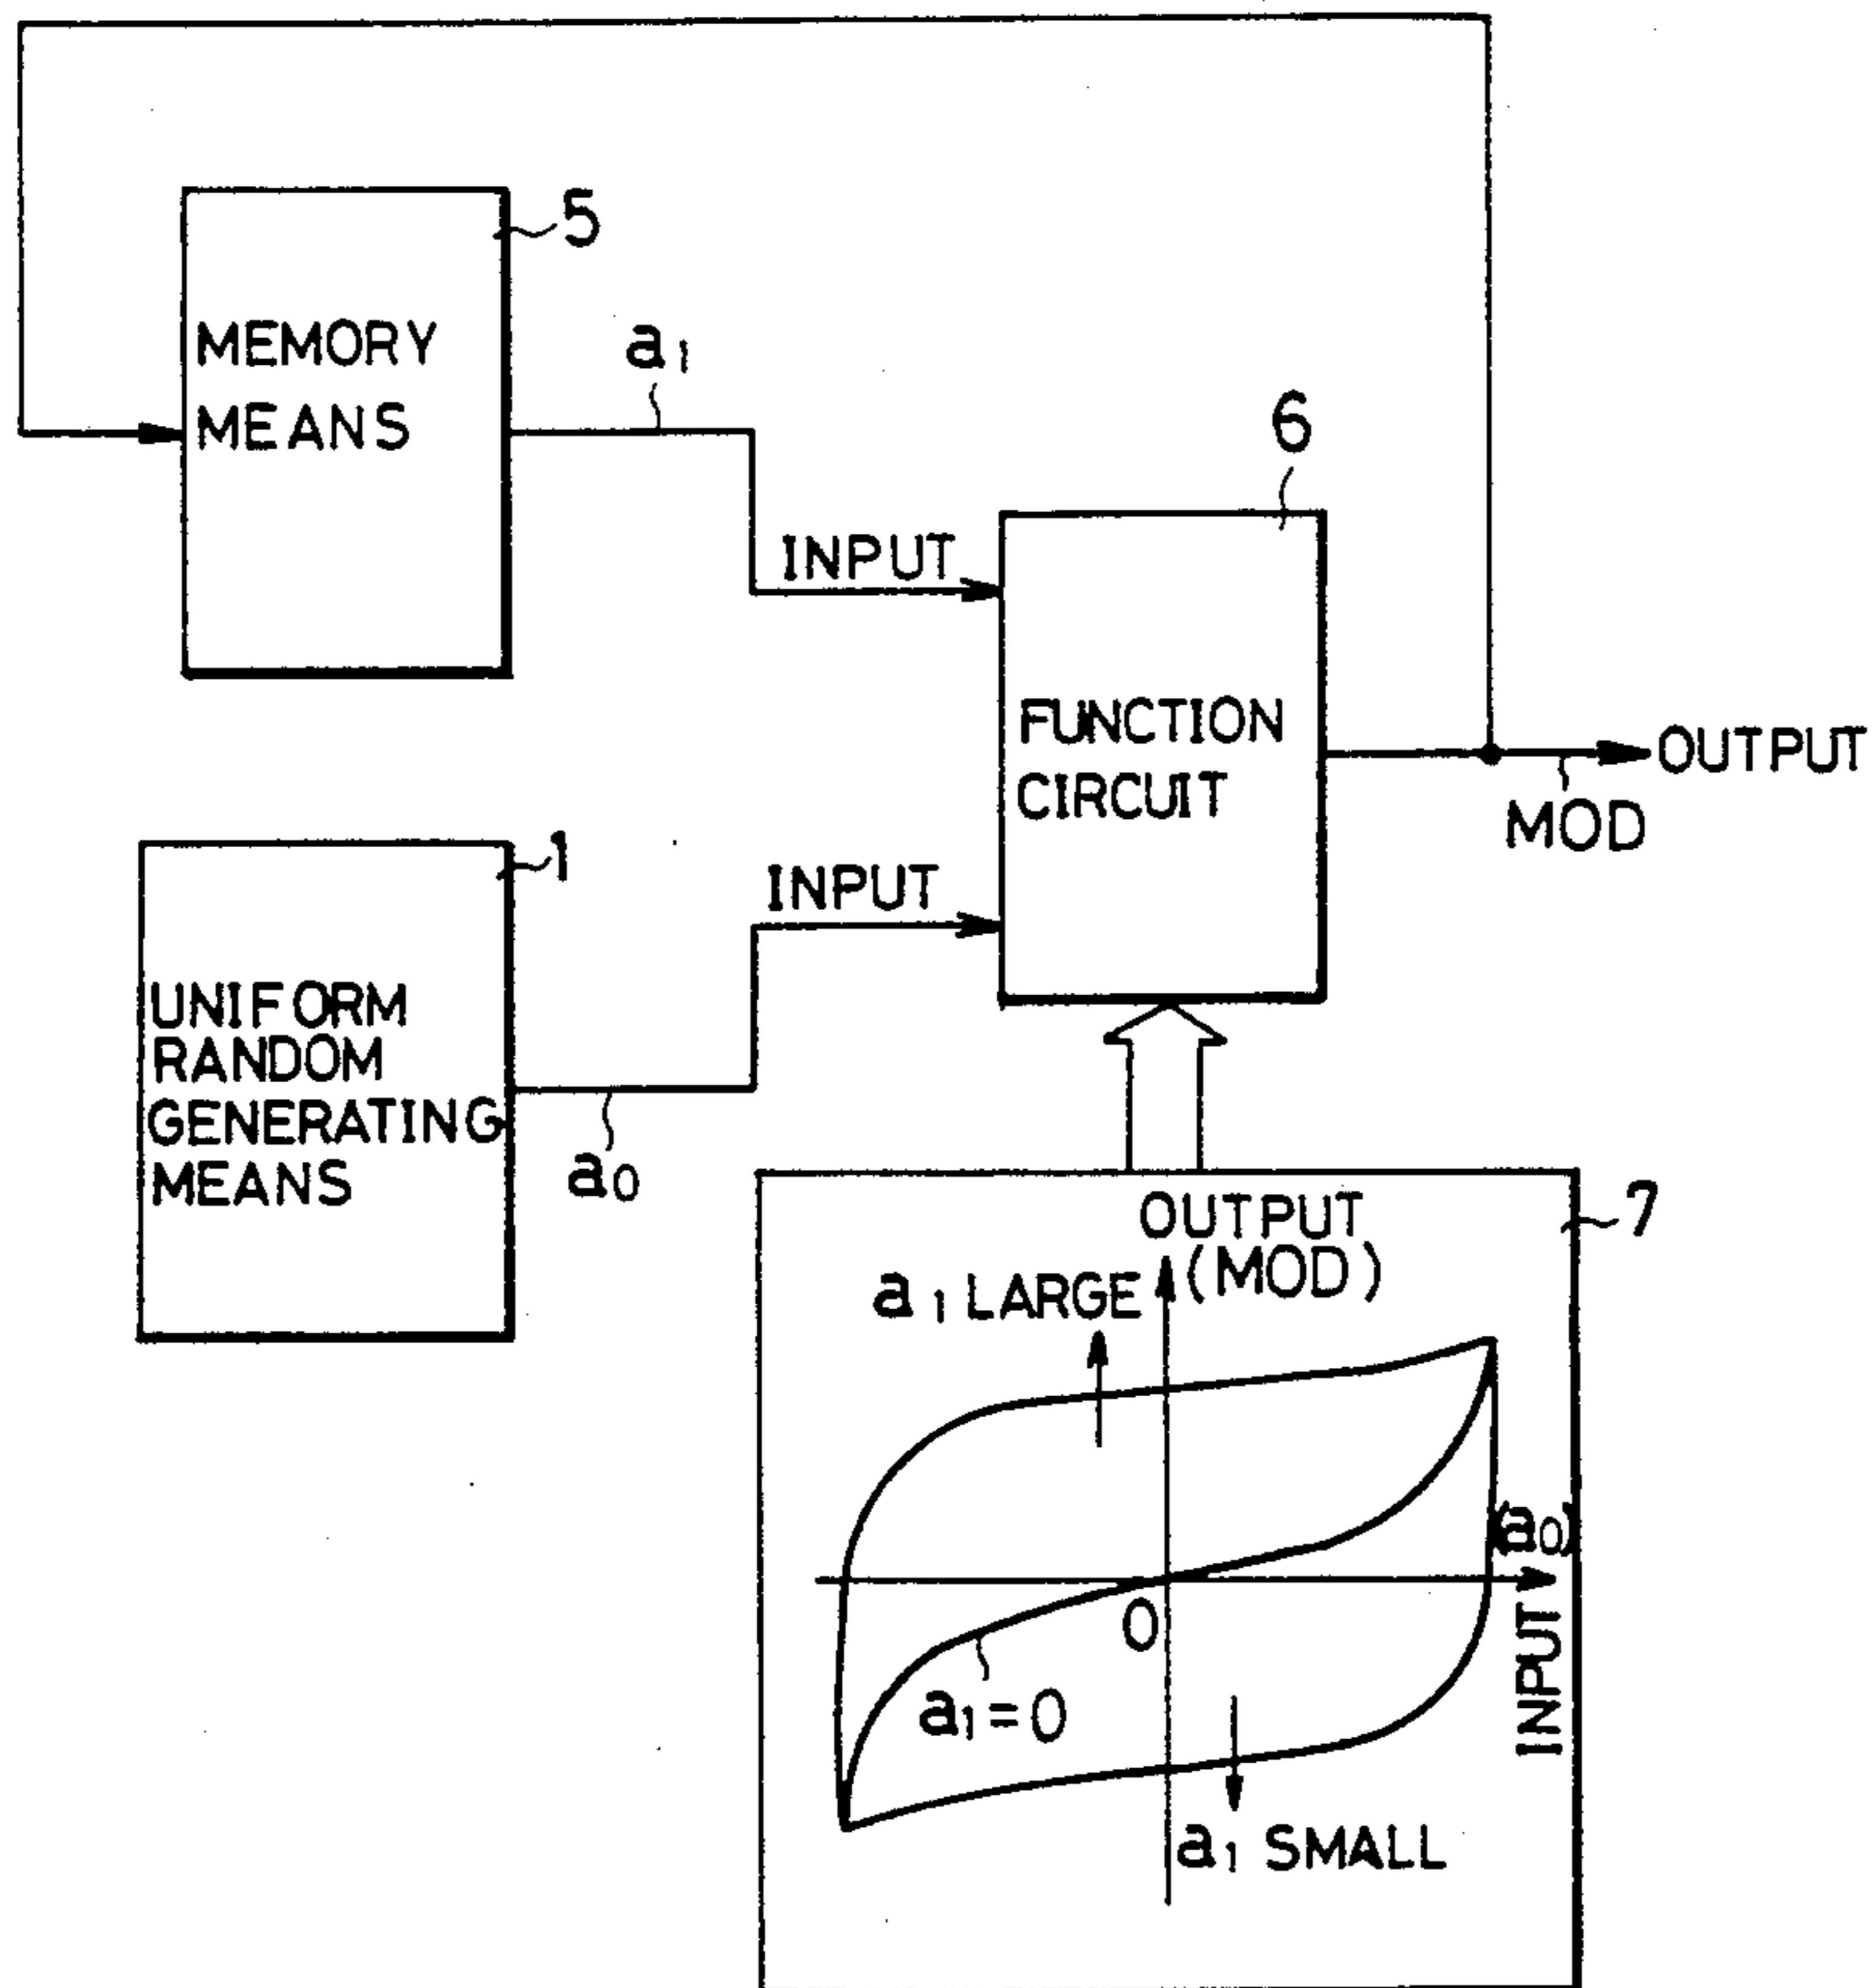 5
MEMORY
MEANS
a1
6
INPUT
FUNCTION
CIRCUIT
OUTPUT
MOD
1
INPUT
UNIFORM
RANDOM
GENERATING
MEANS
a0
7
OUTPUT
(MOD)
a1 LARGE
(a0)
INPUT
0
a1=0
a1 SMALL